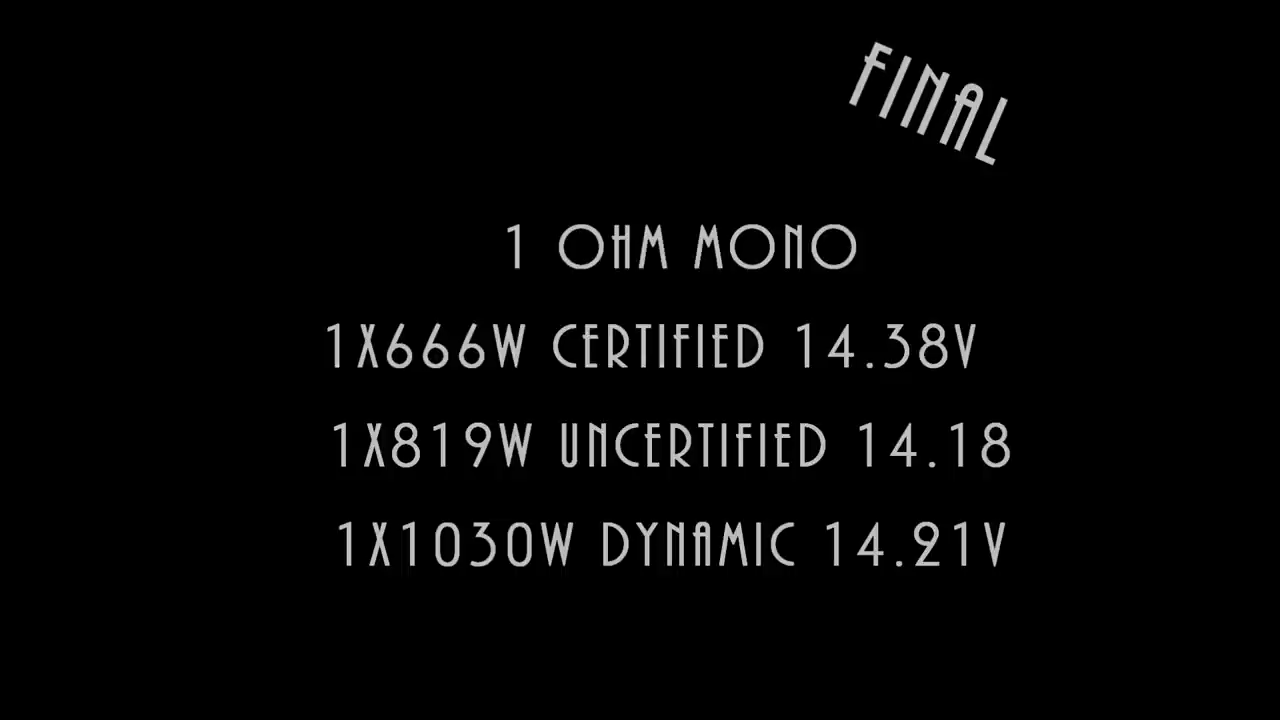 FINAL
1 OHM MONO
1X666W CERTIFIED 14.38V
1X819W UNCERTIFIED 14.18
1X1030W DYNAMIC 14.21V